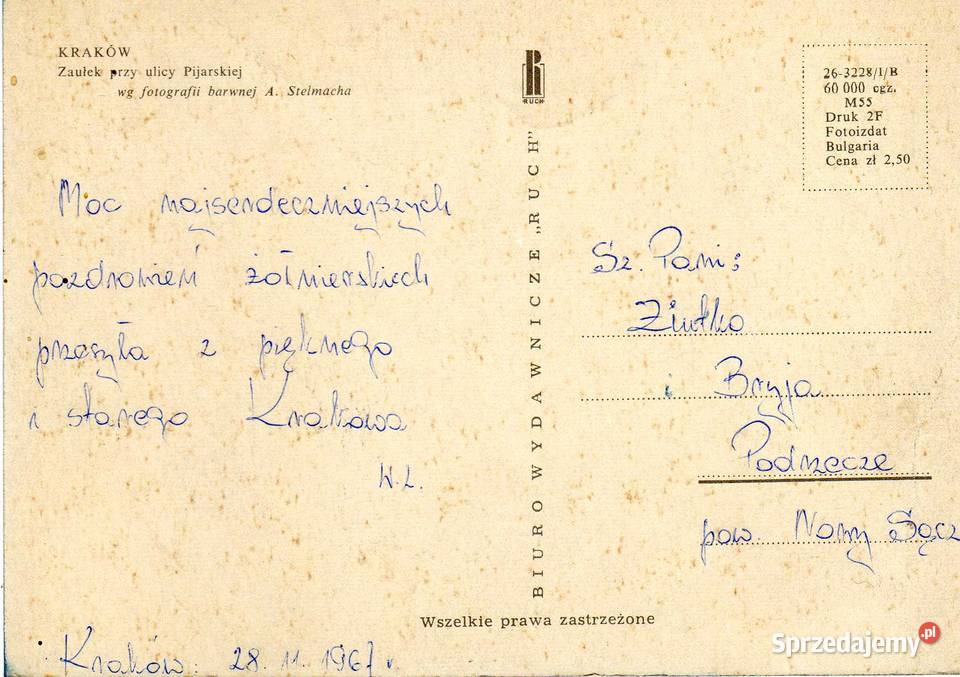 KRAKÓW
Zaułek przy ulicy Pijarskiej
wg fotografii barwnej A. Stelmacha
Moc najserdeczniejszych
pozdrowień żołnierskich
przesyła z pięknego
i starego Krakowa
W.L.
Kraków: 28. 11. 1967 r
RUCH
BIURO WYDAWNICZE „RUCH”
Wszelkie prawa zastrzeżone
26-3228/I/B
60 000 egz.
M55
Druk 2F
Fotoizdat
Bulgaria
Cena zł 2,50
Sz. Pani:
Ziutka
Bryja
Podrzecze
pow. Nowy Sącz
Sprzedajemy.pl